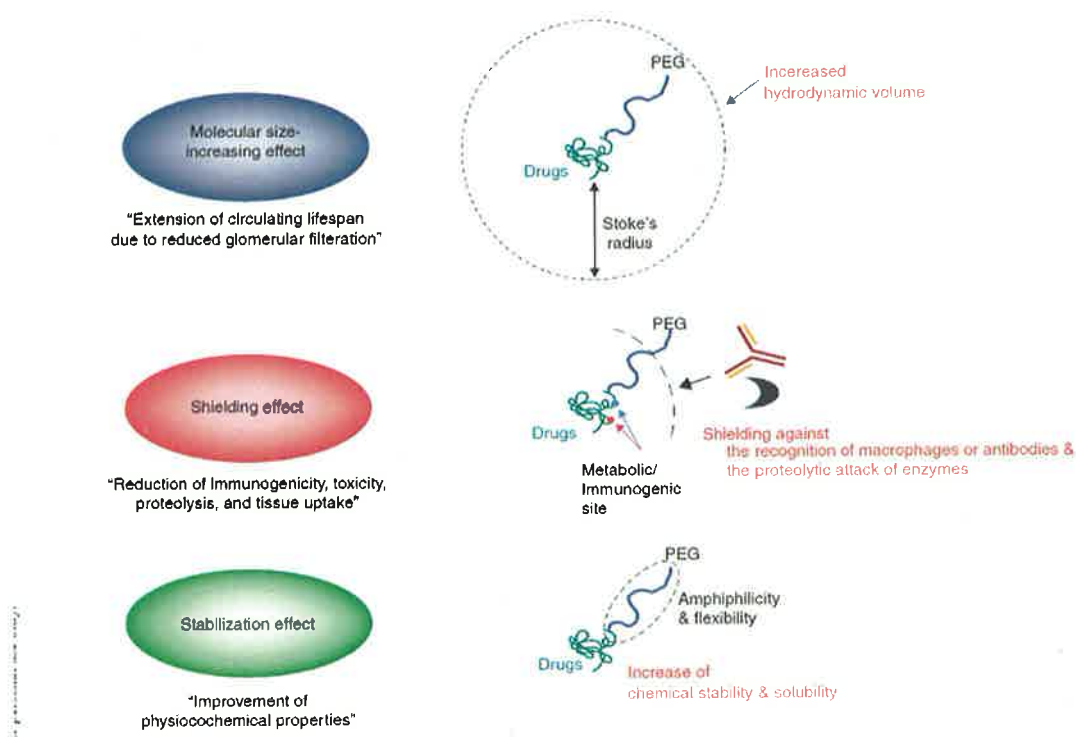 Molecular size-
increasing effect
"Extension of circulating lifespan
due to reduced glomerular filteration"
PEG
Drugs
Stoke's
radius
Incereased
hydrodynamic volume
Shielding effect
"Reduction of Immunogenicity, toxicity,
proteolysis, and tissue uptake"
PEG
Drugs
Metabolic/
Immunogenic
site
Shielding against
the recognition of macrophages or antibodies &
the proteolytic attack of enzymes
Stabilization effect
"Improvement of
physiocochemical properties"
PEG
Drugs
Amphiphilicity
& flexibility
Increase of
chemical stability & solubility